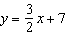 y = 3/2 x + 7